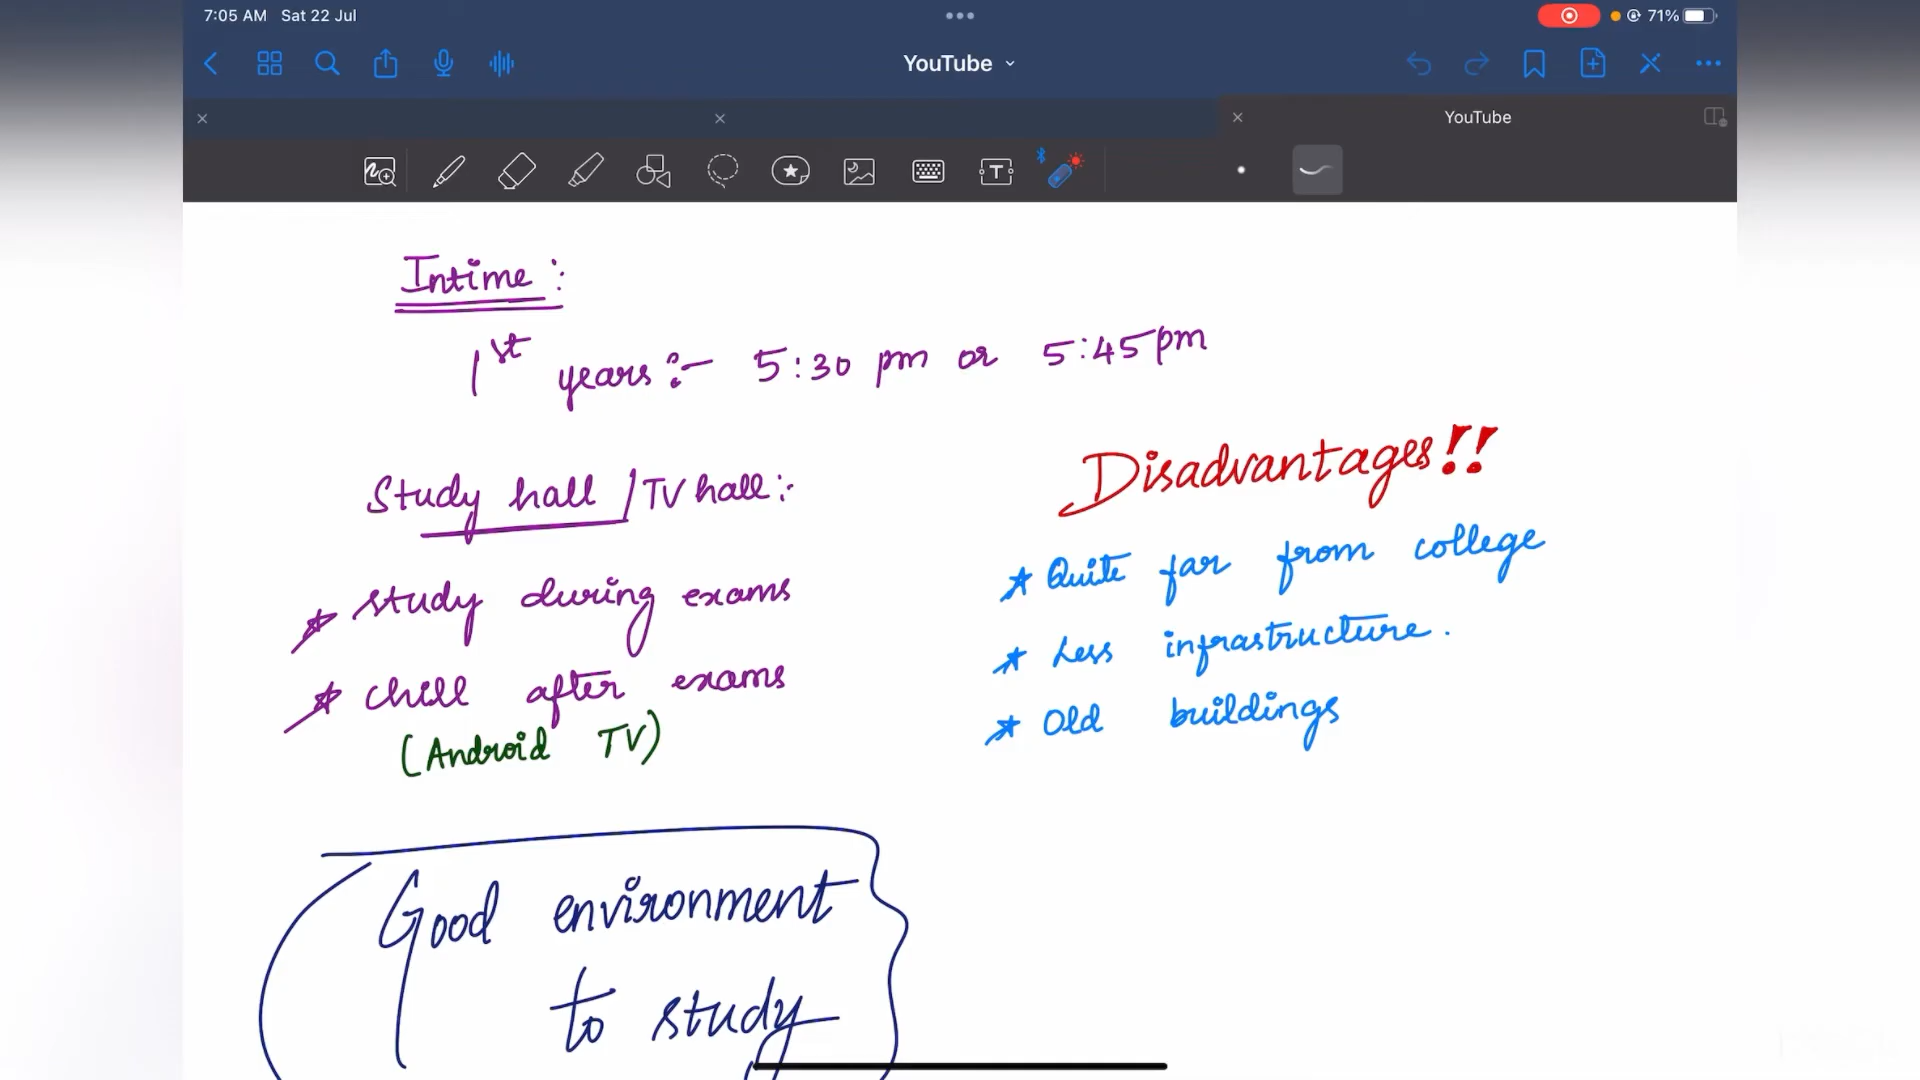 7:05 AM Sat 22 Jul
71%
YouTube
YouTube
T
Intime :
1st years :- 5:30 pm or 5:45 pm
Study hall / TV hall :-
study during exams
chill after exams
(Android TV)
Disadvantages !!
Quite far from college
Less infrastructure .
Old buildings
Good environment
to study